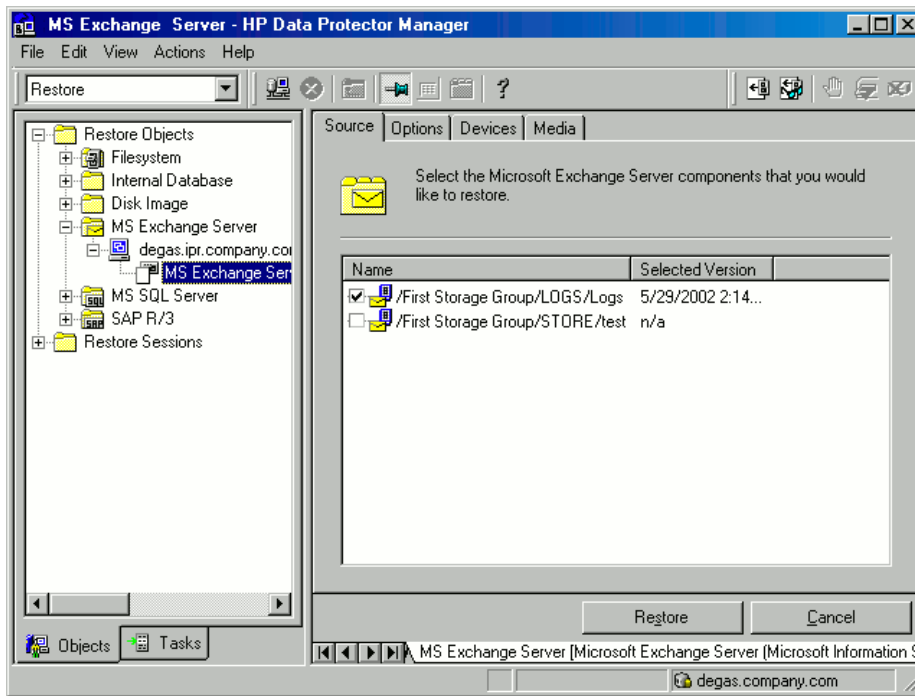 MS Exchange Server - HP Data Protector Manager
File Edit View Actions Help
Restore
Source Options Devices Media
Restore Objects
Filesystem
Internal Database
Disk Image
MS Exchange Server
degas.ipr.company.co
MS Exchange Ser
MS SQL Server
SAP R/3
Restore Sessions
Select the Microsoft Exchange Server components that you would
like to restore.
Name Selected Version
/First Storage Group/LOGS/Logs 5/29/2002 2:14...
/First Storage Group/STORE/test n/a
Restore Cancel
Objects Tasks
MS Exchange Server [Microsoft Exchange Server (Microsoft Information S
degas.company.com